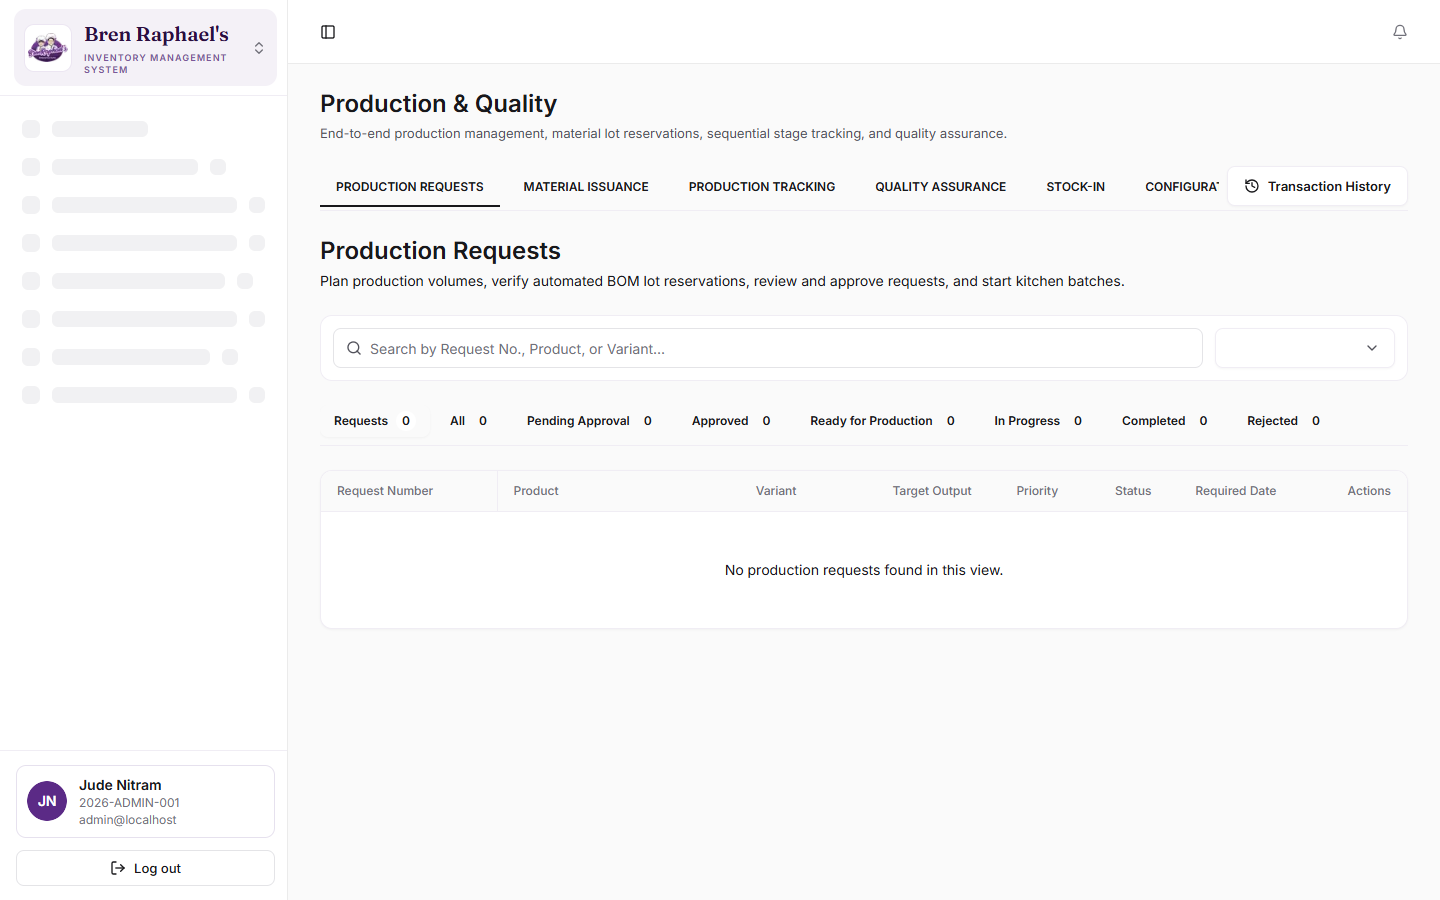 Bren Raphael's
INVENTORY MANAGEMENT
SYSTEM
Production & Quality
End-to-end production management, material lot reservations, sequential stage tracking, and quality assurance.
PRODUCTION REQUESTS MATERIAL ISSUANCE PRODUCTION TRACKING QUALITY ASSURANCE STOCK-IN CONFIGURAT Transaction History
Production Requests
Plan production volumes, verify automated BOM lot reservations, review and approve requests, and start kitchen batches.
Search by Request No., Product, or Variant...
Requests 0 All 0 Pending Approval 0 Approved 0 Ready for Production 0 In Progress 0 Completed 0 Rejected 0
Request Number Product Variant Target Output Priority Status Required Date Actions
No production requests found in this view.
JN
Jude Nitram
2026-ADMIN-001
admin@localhost
Log out